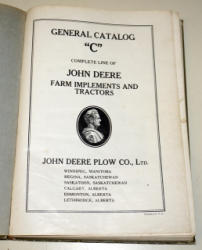 GENERAL CATALOG
"C"
COMPLETE LINE OF
JOHN DEERE
FARM IMPLEMENTS AND
TRACTORS
JOHN DEERE PLOW CO., LTD.
WINNIPEG, MANITOBA
REGINA, SASKATCHEWAN
SASKATOON, SASKATCHEWAN
CALGARY, ALBERTA
EDMONTON, ALBERTA
LETHBRIDGE, ALBERTA